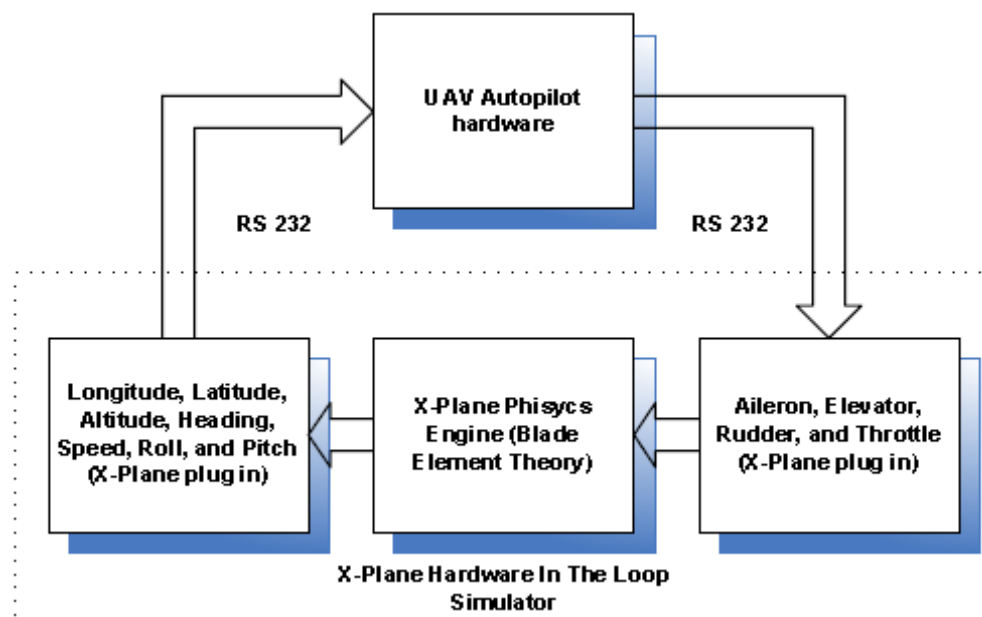 UAV Autopilot
hardware
RS 232
RS 232
Longitude, Latitude,
Altitude, Heading,
Speed, Roll, and Pitch
(X-Plane plug in)
X-Plane Phisycs
Engine (Blade
Element Theory)
Aileron, Elevator,
Rudder, and Throttle
(X-Plane plug in)
X-Plane Hardware In The Loop
Simulator